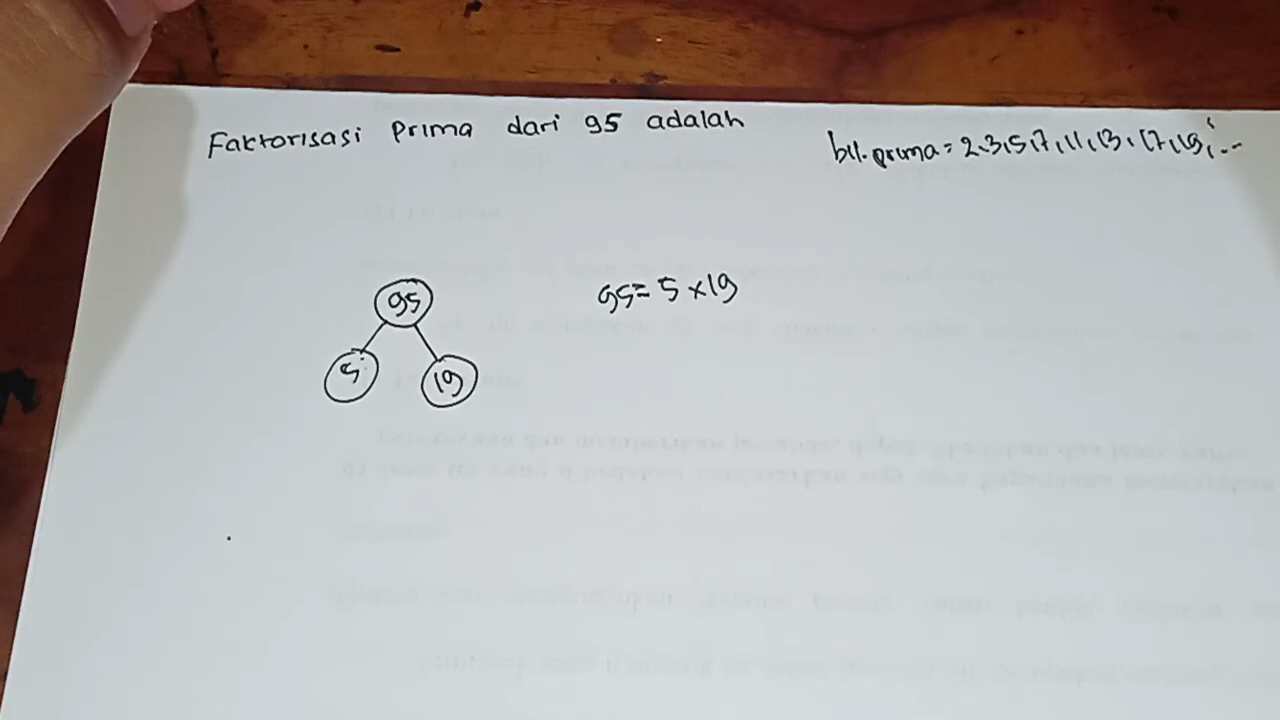 Faktorisasi prima dari 95 adalah
bil. prima = 2, 3, 5, 7, 11, 13, 17, 19, ...
95
95 = 5 x 19
5
19